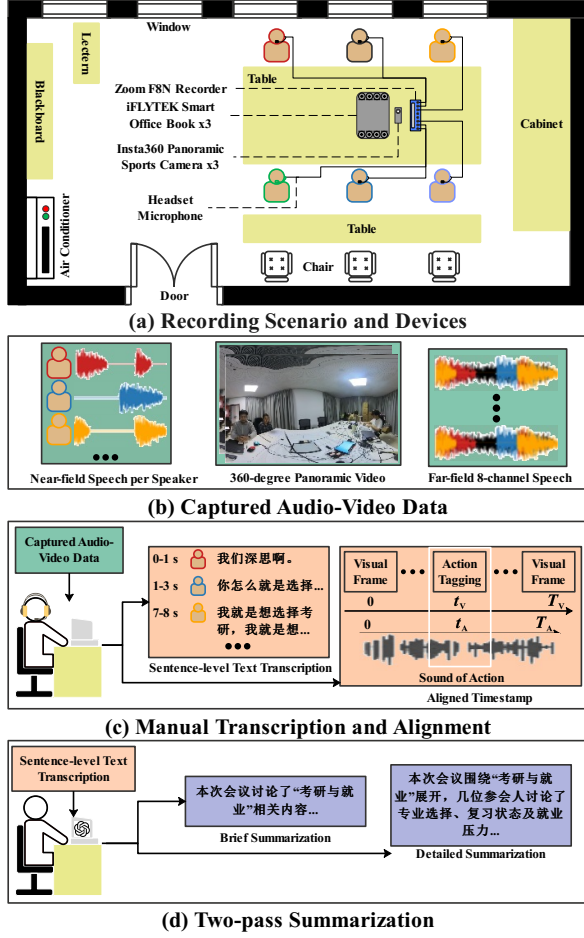 Window
Lectern
Blackboard
Table
Zoom F8N Recorder
iFLYTEK Smart
Office Book x3
Insta360 Panoramic
Sports Camera x3
Cabinet
Headset
Microphone
Air Conditioner
Table
Chair
Door
(a) Recording Scenario and Devices
Near-field Speech per Speaker
360-degree Panoramic Video
Far-field 8-channel Speech
(b) Captured Audio-Video Data
Captured Audio-
Video Data
0-1 s
我们深思啊。
1-3 s
你怎么就是选择...
7-8 s
我就是想选择考
研，我就是想...
Sentence-level Text Transcription
Visual
Frame
Action
Tagging
Visual
Frame
0
tV
TV
0
tA
TA
Sound of Action
Aligned Timestamp
(c) Manual Transcription and Alignment
Sentence-level Text
Transcription
本次会议讨论了“考研与就
业”相关内容...
Brief Summarization
本次会议围绕“考研与就
业”展开，几位参会人讨论了
专业选择、复习状态及就业
压力...
Detailed Summarization
(d) Two-pass Summarization